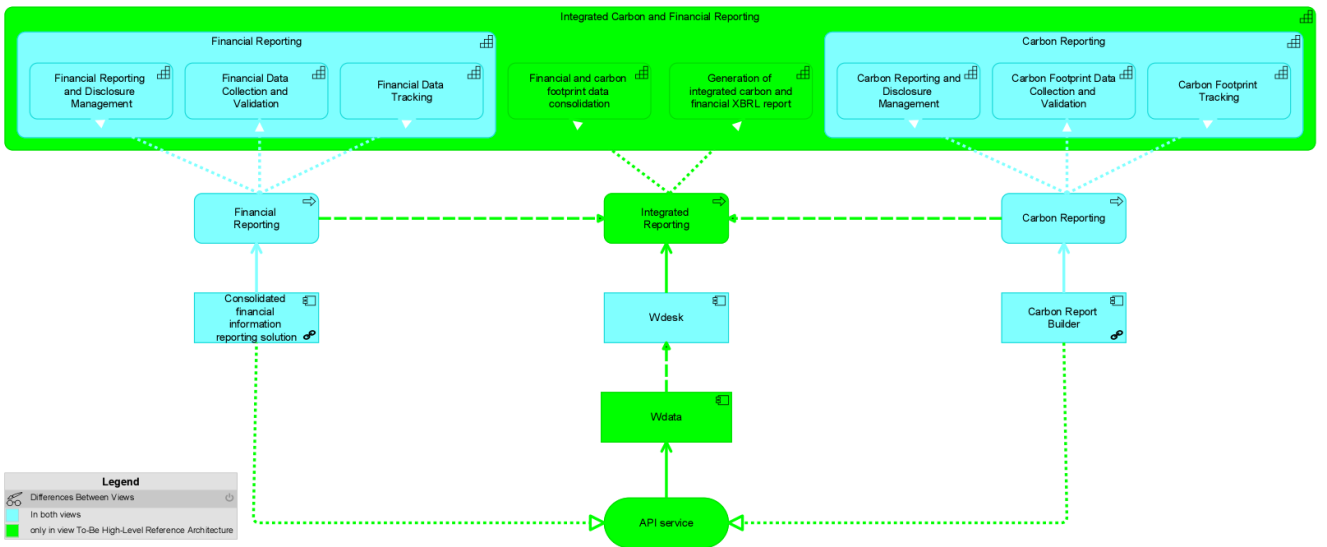 Integrated Carbon and Financial Reporting
Financial Reporting
Financial Reporting
and Disclosure
Management
Financial Data
Collection and
Validation
Financial Data
Tracking
Financial and carbon
footprint data
consolidation
Generation of
integrated carbon and
financial XBRL report
Carbon Reporting
Carbon Reporting and
Disclosure
Management
Carbon Footprint Data
Collection and
Validation
Carbon Footprint
Tracking
Financial
Reporting
Integrated
Reporting
Carbon Reporting
Consolidated
financial
information
reporting solution
Wdesk
Carbon Report
Builder
Wdata
API service
Legend
Differences Between Views
In both views
only in view To-Be High-Level Reference Architecture